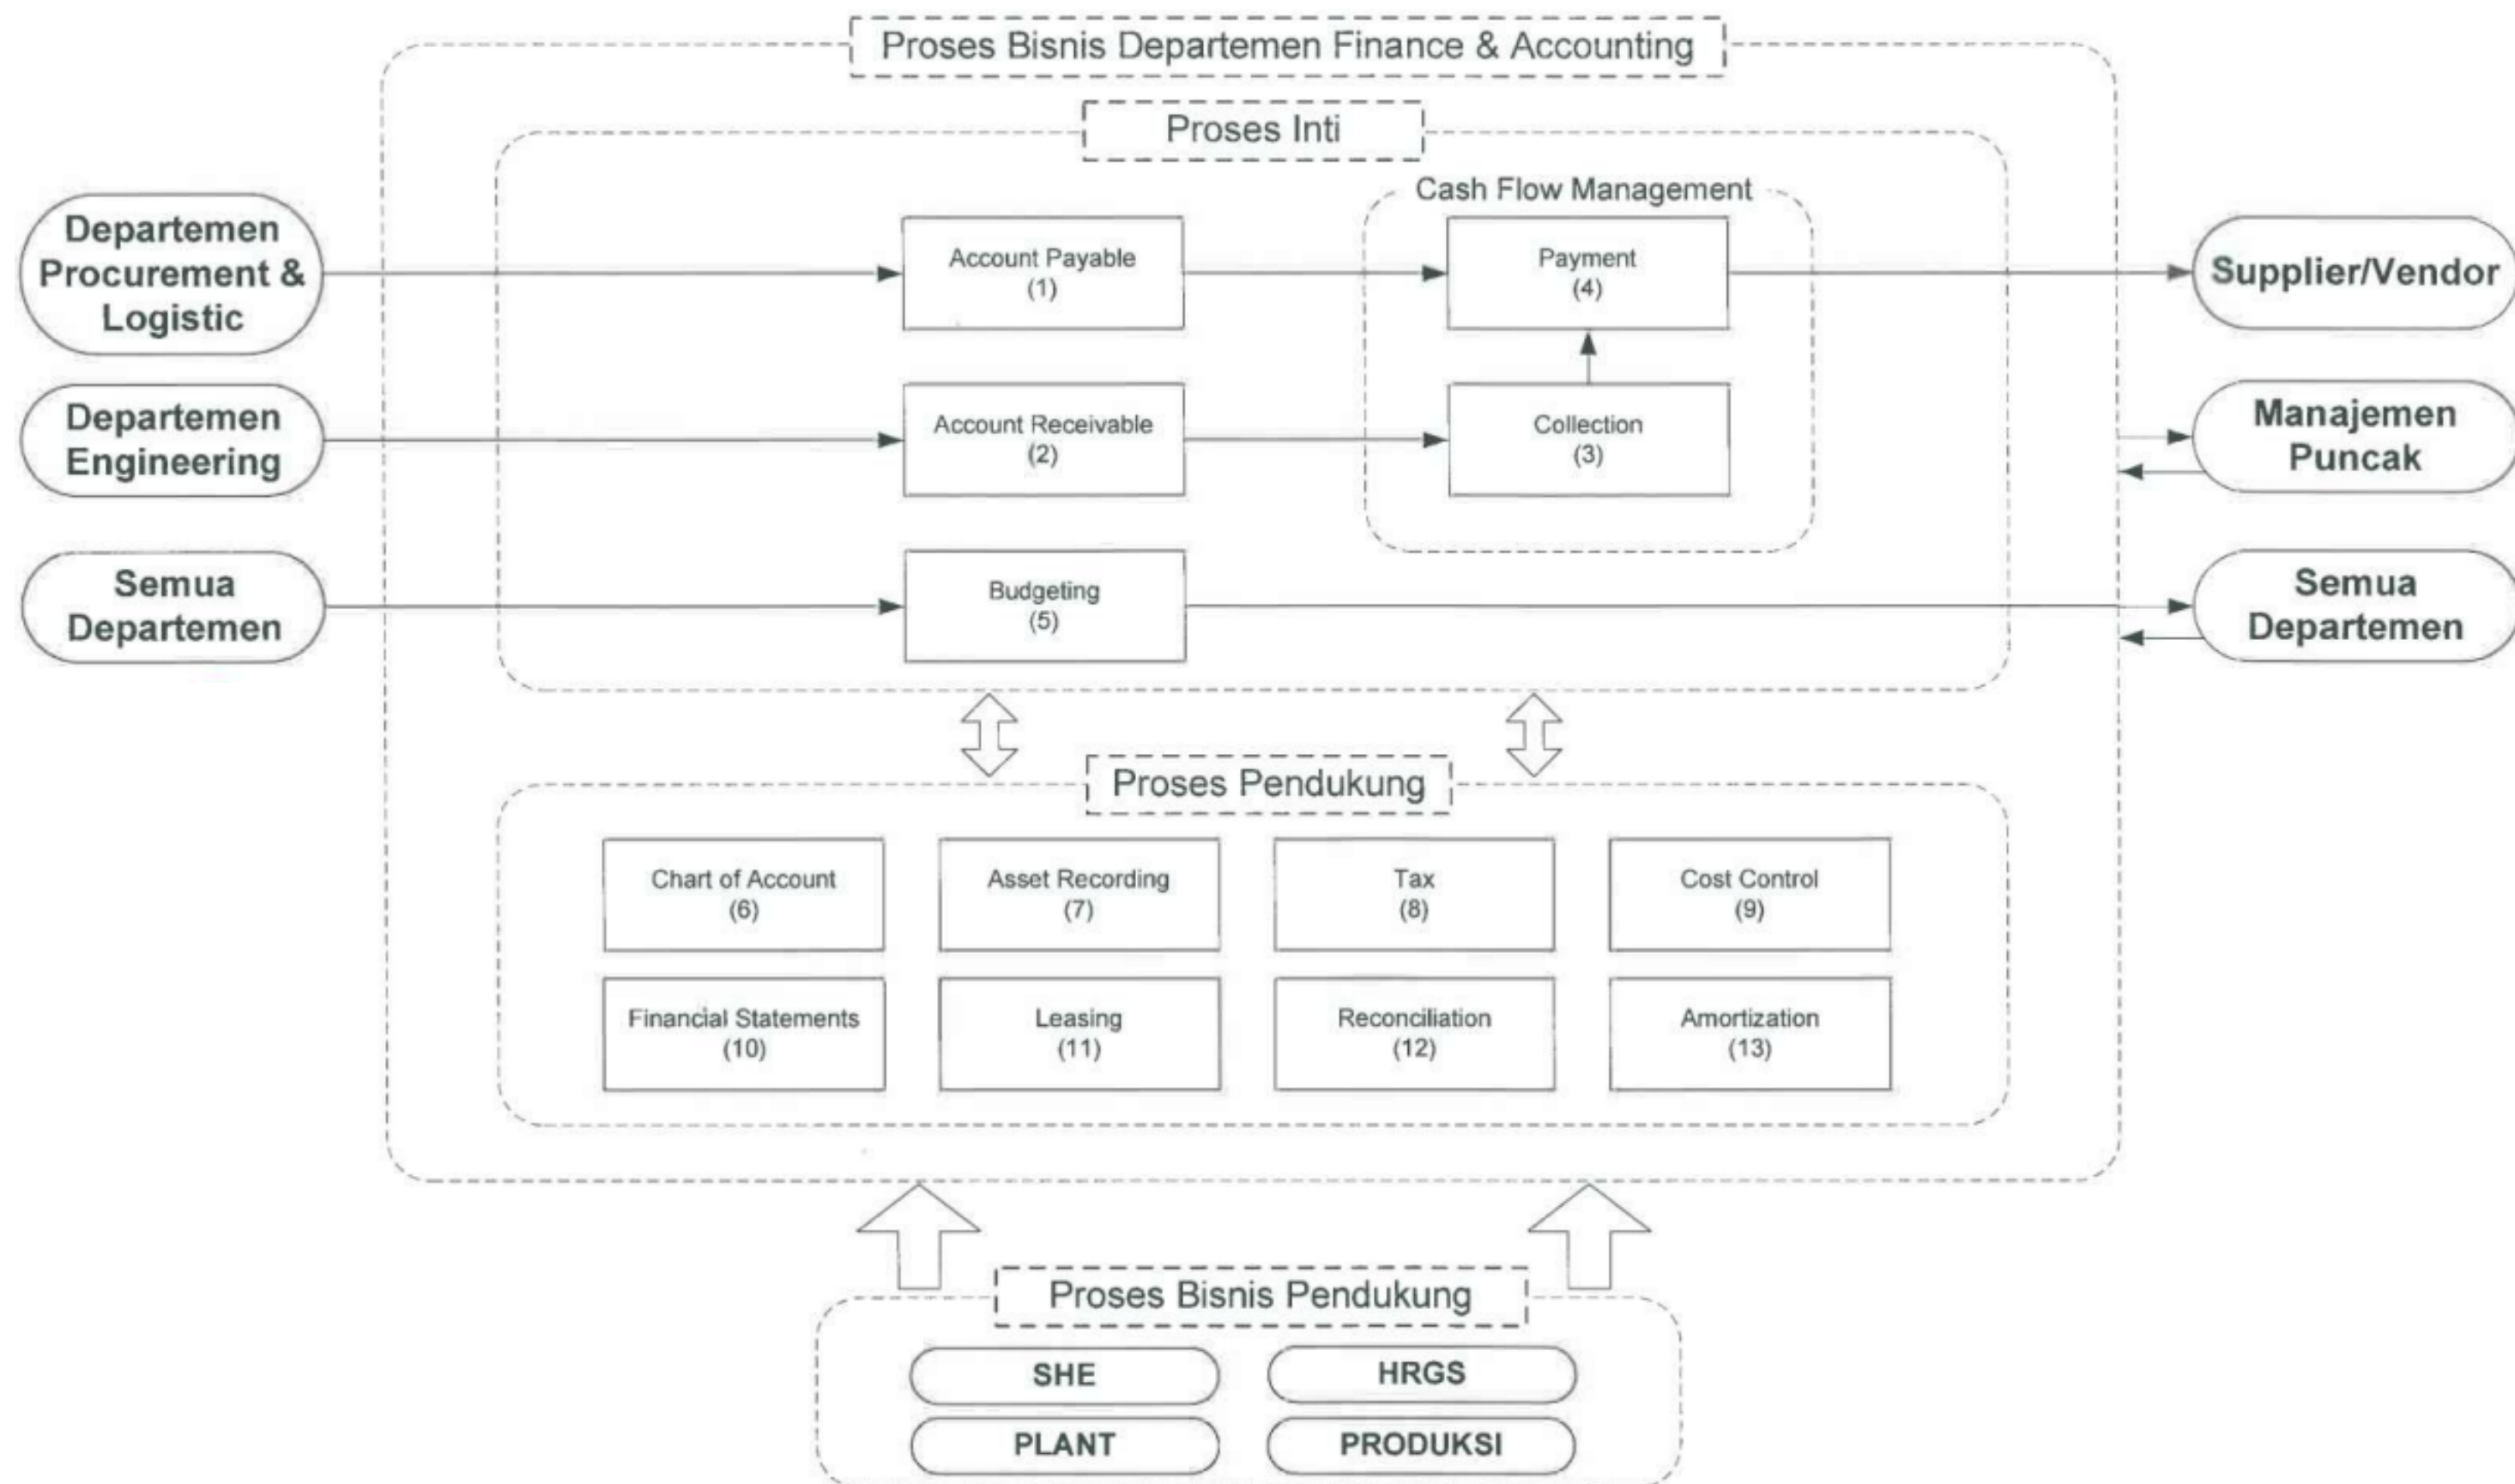 Proses Bisnis Departemen Finance & Accounting
Proses Inti
Cash Flow Management
Departemen
Procurement &
Logistic
Account Payable
(1)
Payment
(4)
Supplier/Vendor
Departemen
Engineering
Account Receivable
(2)
Collection
(3)
Manajemen
Puncak
Semua
Departemen
Budgeting
(5)
Semua
Departemen
Proses Pendukung
Chart of Account
(6)
Asset Recording
(7)
Tax
(8)
Cost Control
(9)
Financial Statements
(10)
Leasing
(11)
Reconciliation
(12)
Amortization
(13)
Proses Bisnis Pendukung
SHE
HRGS
PLANT
PRODUKSI